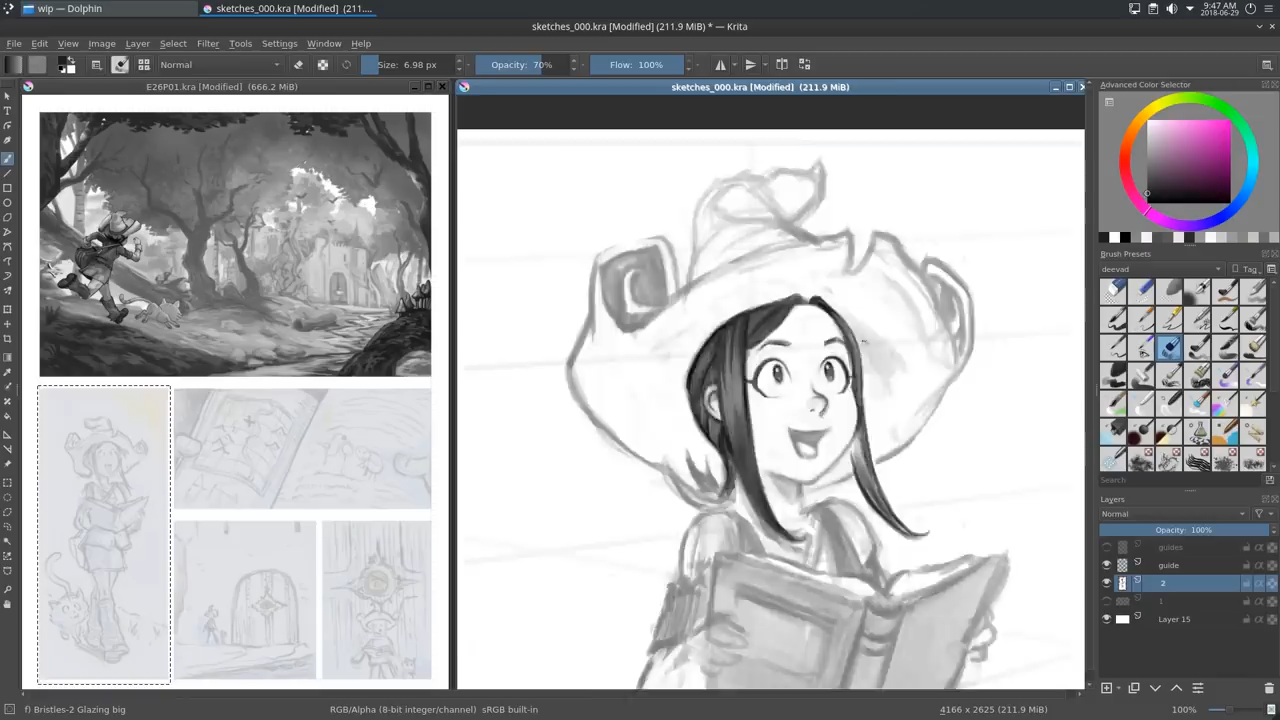 wip — Dolphin
sketches_000.kra [Modified] (211....
9:47 AM
2018-06-29
sketches_000.kra [Modified] (211.9 MiB) * — Krita
File Edit View Image Layer Select Filter Tools Settings Window Help
Normal
Size: 6.98 px
Opacity: 70%
Flow: 100%
E26P01.kra [Modified] (666.2 MiB)
sketches_000.kra [Modified] (211.9 MiB)
Advanced Color Selector
Brush Presets
deevad
Tag
Search
Layers
Normal
Opacity: 100%
guides
guide
2
1
Layer 15
f) Bristles-2 Glazing big
RGB/Alpha (8-bit integer/channel) sRGB built-in
4166 x 2625 (211.9 MiB)
100%